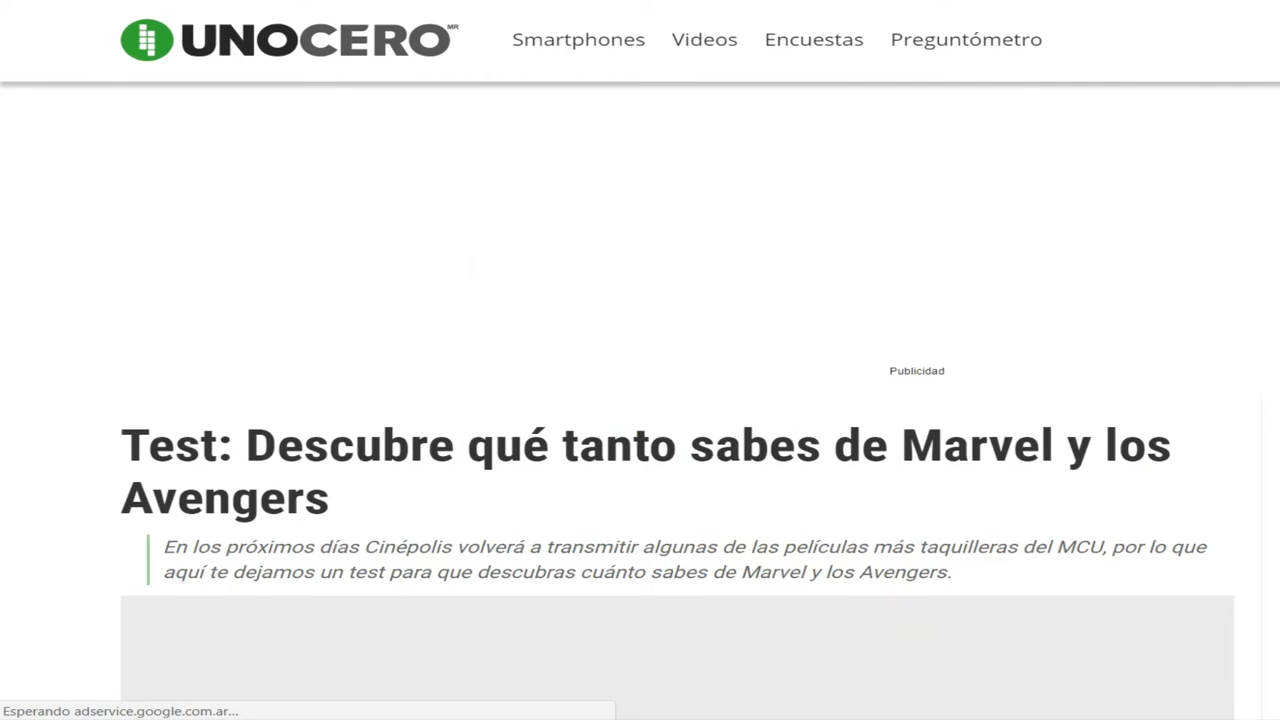 UNOCERO MR
Smartphones Videos Encuestas Preguntómetro
Publicidad
Test: Descubre qué tanto sabes de Marvel y los
Avengers
En los próximos días Cinépolis volverá a transmitir algunas de las películas más taquilleras del MCU, por lo que
aquí te dejamos un test para que descubras cuánto sabes de Marvel y los Avengers.
Esperando adservice.google.com.ar...